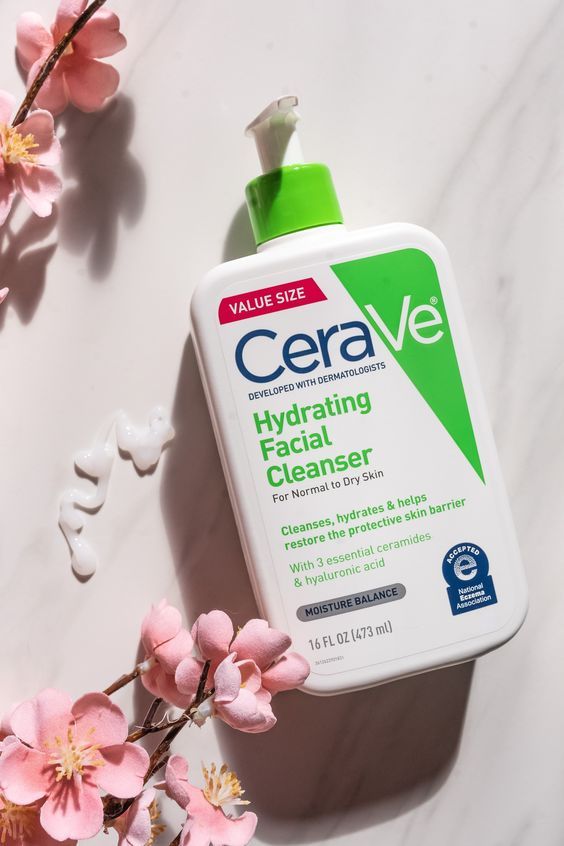 VALUE SIZE
CeraVe®
DEVELOPED WITH DERMATOLOGISTS
Hydrating
Facial
Cleanser
For Normal to Dry Skin
Cleanses, hydrates & helps
restore the protective skin barrier
With 3 essential ceramides
& hyaluronic acid
MOISTURE BALANCE
16 FL OZ (473 ml)
ACCEPTED
e
National
Eczema
Association